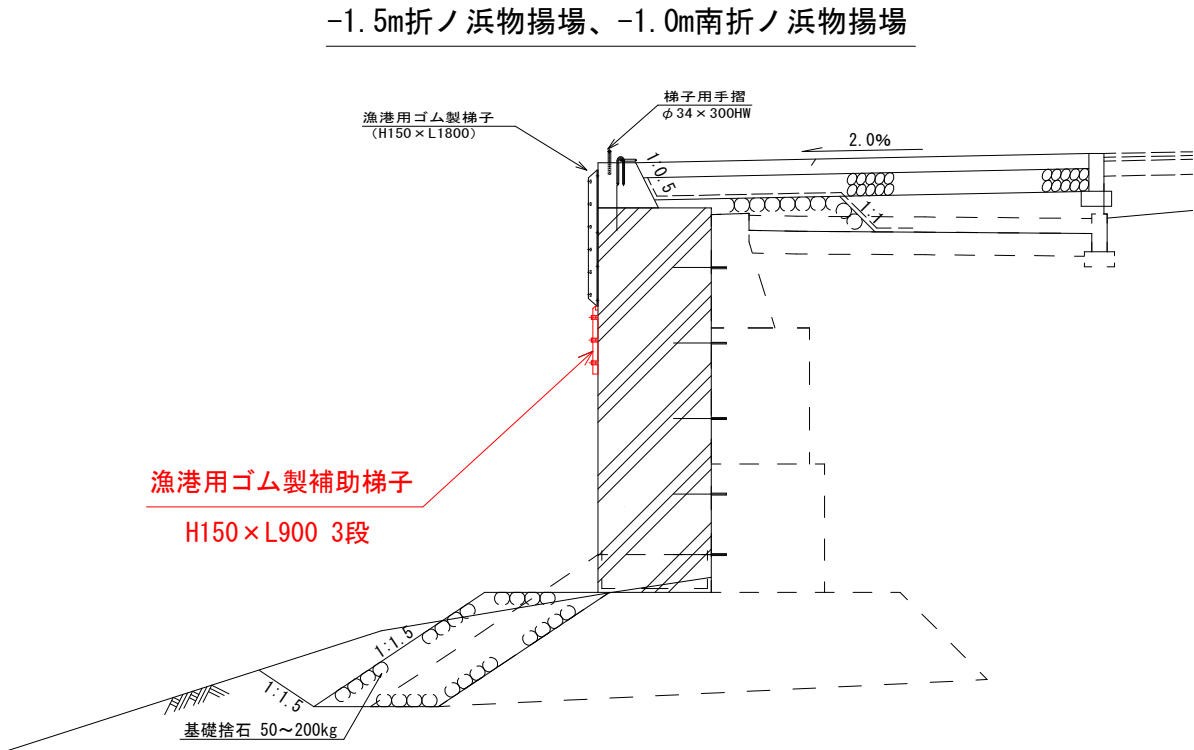 -1.5m折ノ浜物揚場、-1.0m南折ノ浜物揚場
梯子用手摺
φ34×300HW
漁港用ゴム製梯子
(H150×L1800)
2.0%
1:0.5
1:1
漁港用ゴム製補助梯子
H150×L900 3段
1:1.5
1:1.5
基礎捨石 50～200kg